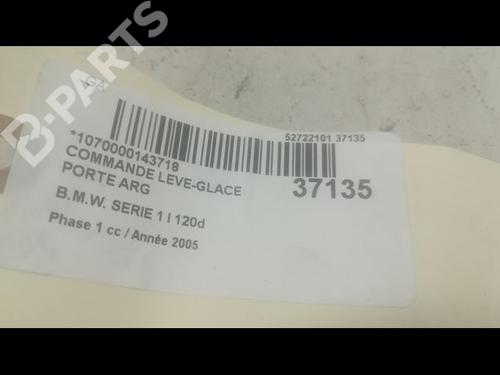 B-PARTS
52722101 37135
*1070000143718
COMMANDE LEVE-GLACE
PORTE ARG
37135
B.M.W. SERIE 1 I 120d
Phase 1 cc / Année 2005